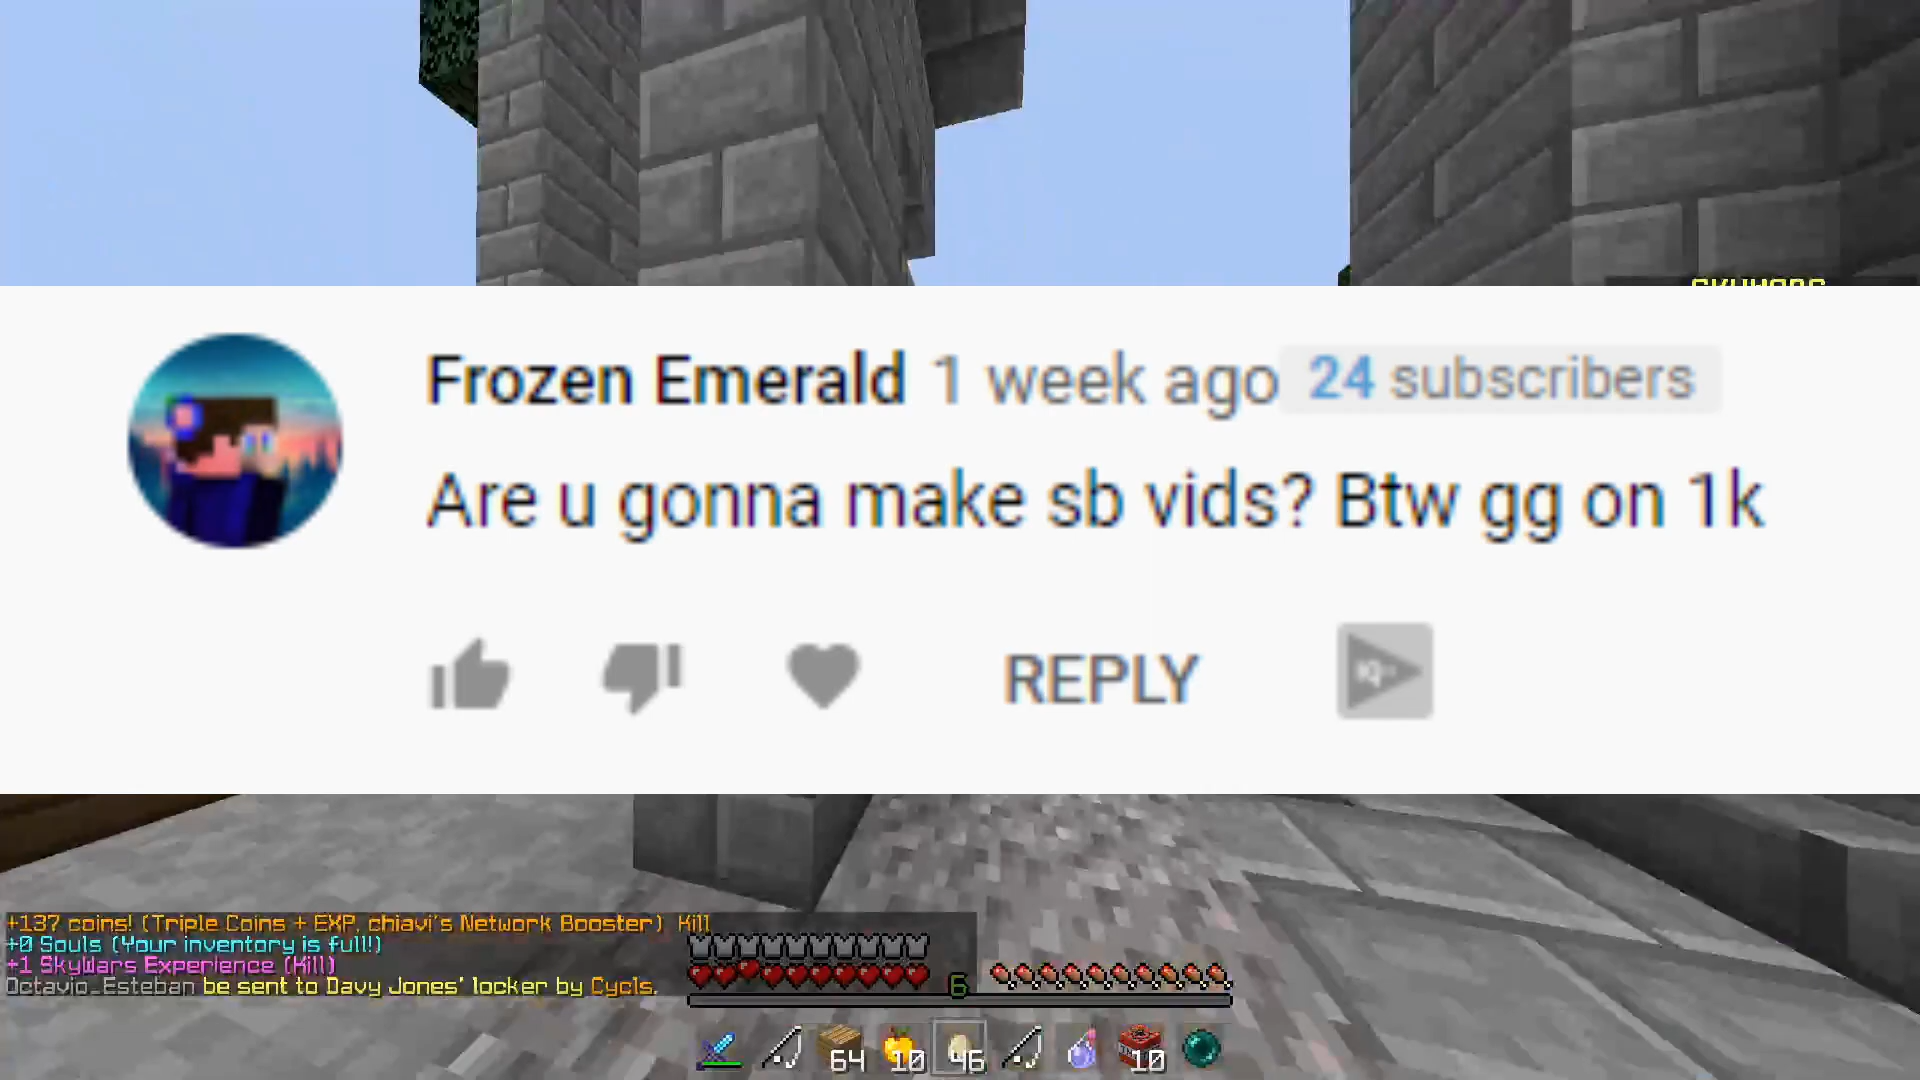 SKYWARS
Frozen Emerald 1 week ago 24 subscribers
Are u gonna make sb vids? Btw gg on 1k
REPLY
+137 coins! (Triple Coins + EXP, chiavi's Network Booster) Kill
+0 Souls (Your inventory is full!)
+1 SkyWars Experience (Kill)
Octavio_Esteban be sent to Davy Jones' locker by Cycls.
6
64 10 46 10